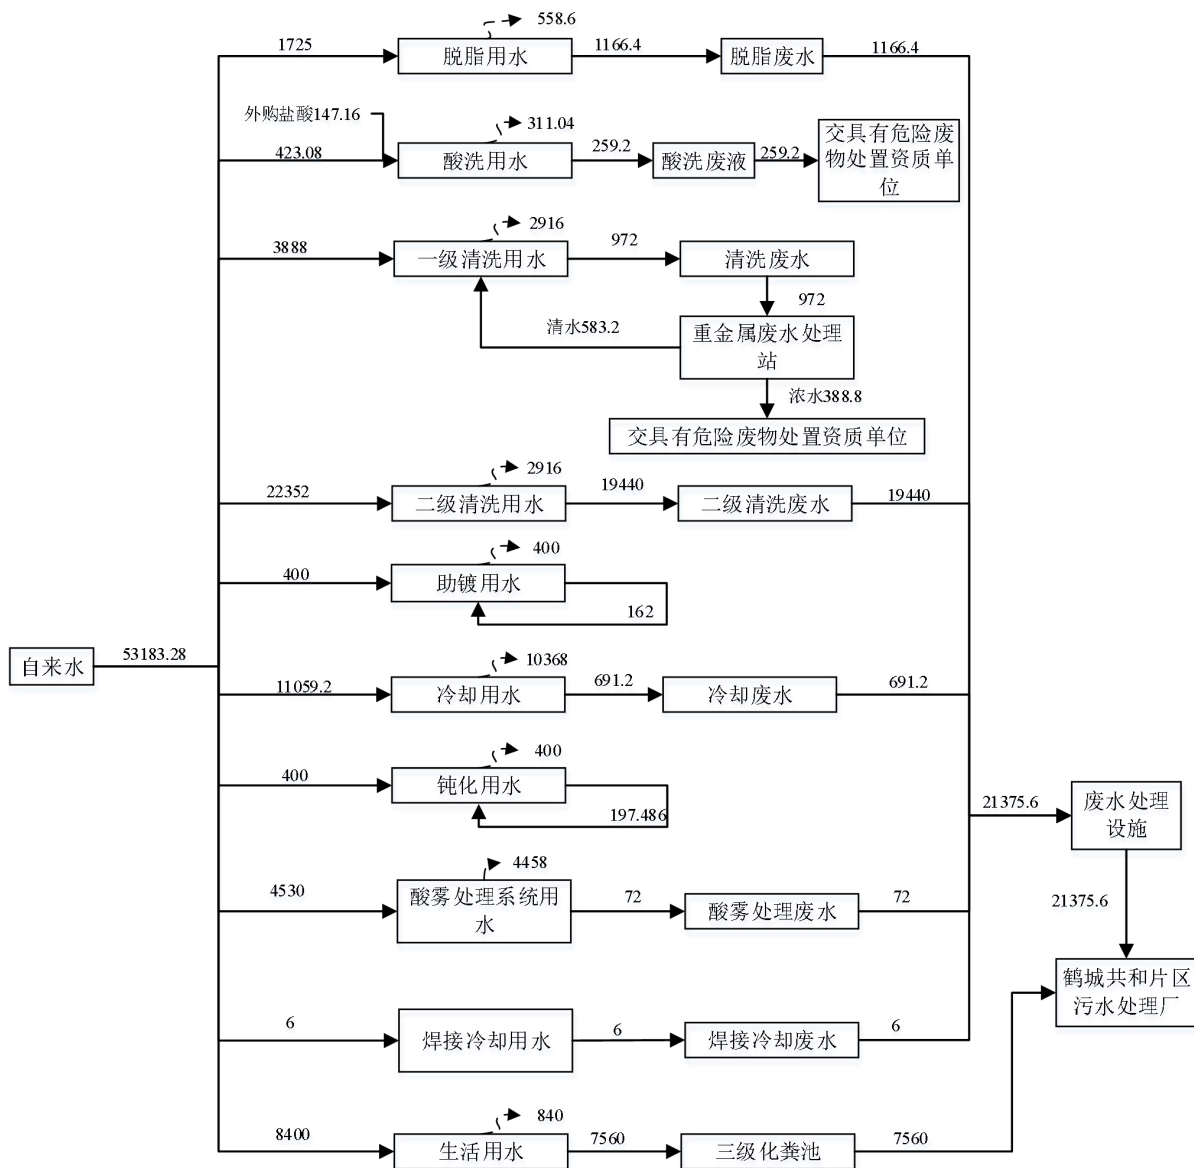 558.6
1725
脱脂用水
1166.4
脱脂废水
1166.4
外购盐酸147.16
311.04
423.08
酸洗用水
259.2
酸洗废液
259.2
交具有危险废
物处置资质单
位
2916
3888
一级清洗用水
972
清洗废水
972
清水583.2
重金属废水处理
站
浓水388.8
交具有危险废物处置资质单位
2916
22352
二级清洗用水
19440
二级清洗废水
19440
400
400
助镀用水
162
自来水
53183.28
10368
11059.2
冷却用水
691.2
冷却废水
691.2
400
400
钝化用水
197.486
21375.6
废水处理
设施
4458
4530
酸雾处理系统用
水
72
酸雾处理废水
72
21375.6
鹤城共和片区
污水处理厂
6
焊接冷却用水
6
焊接冷却废水
6
840
8400
生活用水
7560
三级化粪池
7560